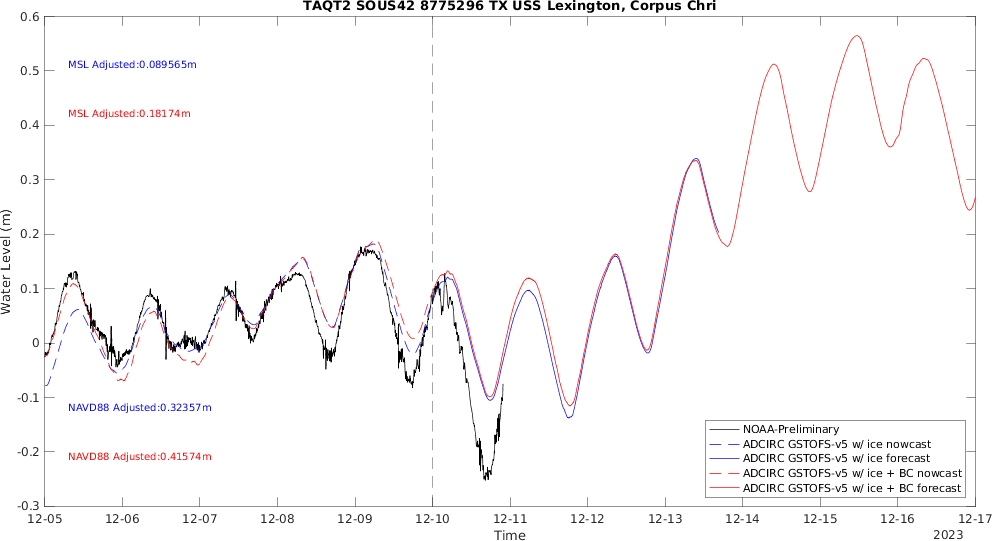 TAQT2 SOUS42 8775296 TX USS Lexington, Corpus Chri
0.6
0.5
0.4
0.3
0.2
0.1
0
-0.1
-0.2
-0.3
Water Level (m)
MSL Adjusted:0.089565m
MSL Adjusted:0.18174m
NAVD88 Adjusted:0.32357m
NAVD88 Adjusted:0.41574m
NOAA-Preliminary
ADCIRC GSTOFS-v5 w/ ice nowcast
ADCIRC GSTOFS-v5 w/ ice forecast
ADCIRC GSTOFS-v5 w/ ice + BC nowcast
ADCIRC GSTOFS-v5 w/ ice + BC forecast
12-05 12-06 12-07 12-08 12-09 12-10 12-11 12-12 12-13 12-14 12-15 12-16 12-17
Time
2023